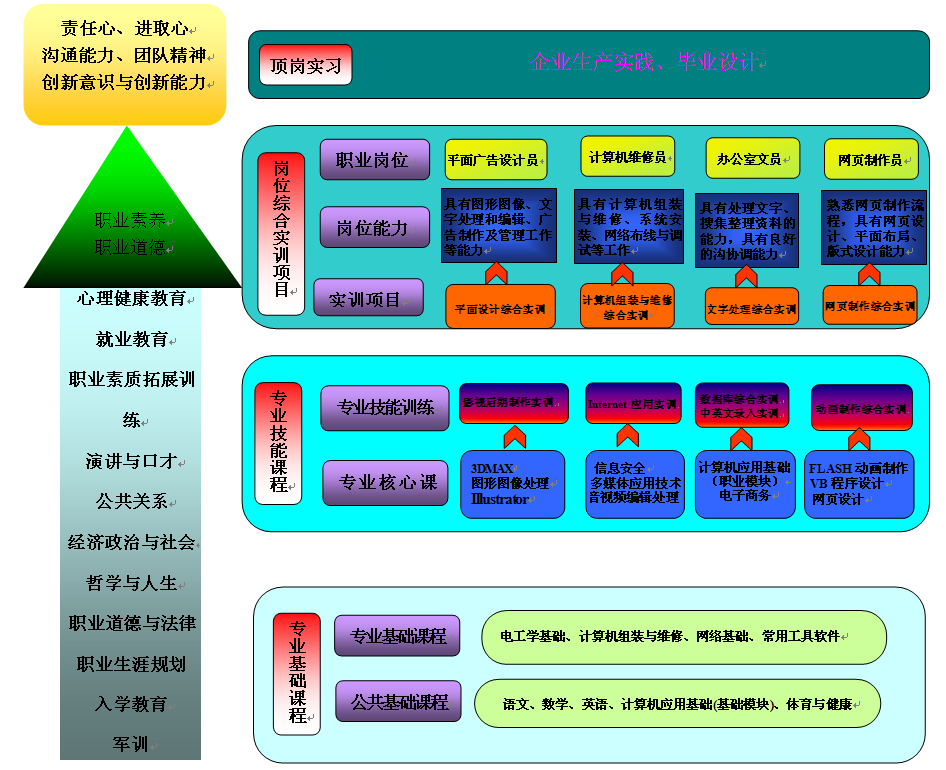 责任心、进取心
沟通能力、团队精神
创新意识与创新能力
职业素养
职业道德
心理健康教育
就业教育
职业素质拓展训
练
演讲与口才
公共关系
经济政治与社会
哲学与人生
职业道德与法律
职业生涯规划
入学教育
军训
顶岗实习
企业生产实践、毕业设计
岗位综合实训项目
职业岗位
平面广告设计员
计算机维修员
办公室文员
网页制作员
岗位能力
具有图形图像、文
字处理和编辑、广
告制作及管理工作
等能力
具有计算机组装
与维修、系统安
装、网络布线与调
试等工作
具有处理文字、
搜集整理资料的
能力，具有良好
的沟协调能力
熟悉网页制作流
程，具有网页设
计、平面布局、
版式设计能力
实训项目
平面设计综合实训
计算机组装与维修
综合实训
文字处理综合实训
网页制作综合实训
专业技能课程
专业技能训练
影视后期制作实训
Internet 应用实训
数据库综合实训
中英文录入实训
动画制作综合实训
专业核心课
3DMAX
图形图像处理
Illustrator
信息安全
多媒体应用技术
音视频编辑处理
计算机应用基础
（职业模块）
电子商务
FLASH 动画制作
VB 程序设计
网页设计
专业基础课程
专业基础课程
电工学基础、计算机组装与维修、网络基础、常用工具软件
公共基础课程
语文、数学、英语、计算机应用基础(基础模块)、体育与健康